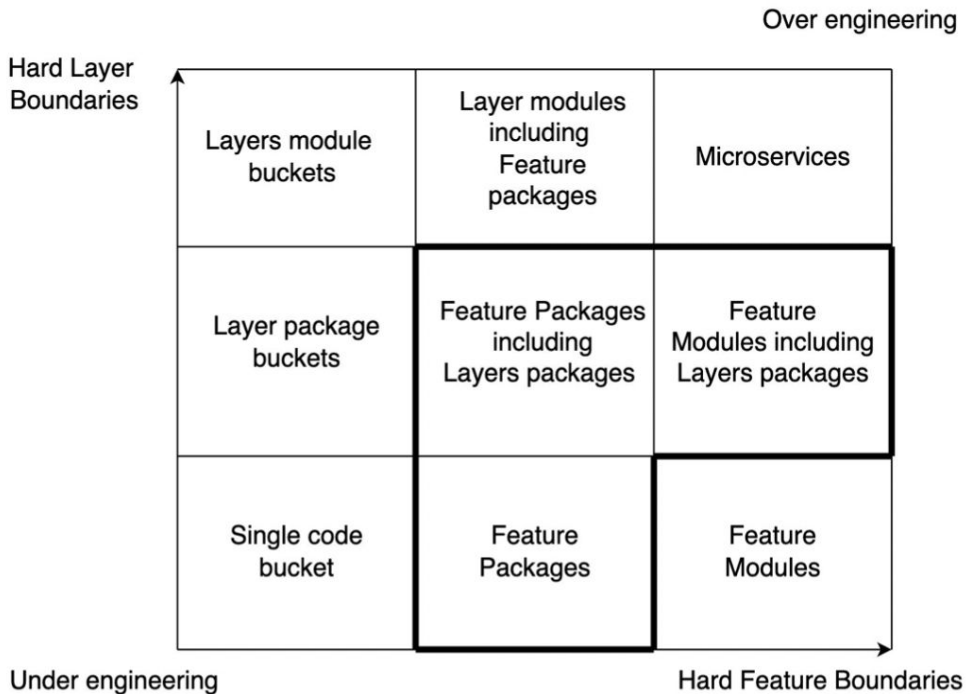 Over engineering
Hard Layer
Boundaries
Layers module
buckets
Layer modules
including
Feature
packages
Microservices
Layer package
buckets
Feature Packages
including
Layers packages
Feature
Modules including
Layers packages
Single code
bucket
Feature
Packages
Feature
Modules
Under engineering
Hard Feature Boundaries